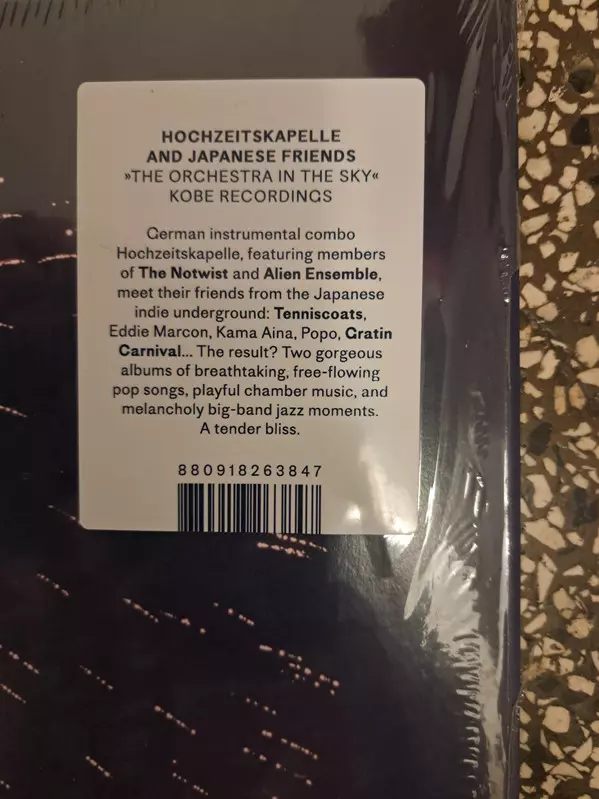 HOCHZEITSKAPELLE
AND JAPANESE FRIENDS
»THE ORCHESTRA IN THE SKY«
KOBE RECORDINGS
German instrumental combo
Hochzeitskapelle, featuring members
of The Notwist and Alien Ensemble,
meet their friends from the Japanese
indie underground: Tenniscoats,
Eddie Marcon, Kama Aina, Popo, Gratin
Carnival... The result? Two gorgeous
albums of breathtaking, free-flowing
pop songs, playful chamber music, and
melancholy big-band jazz moments.
A tender bliss.
880918263847